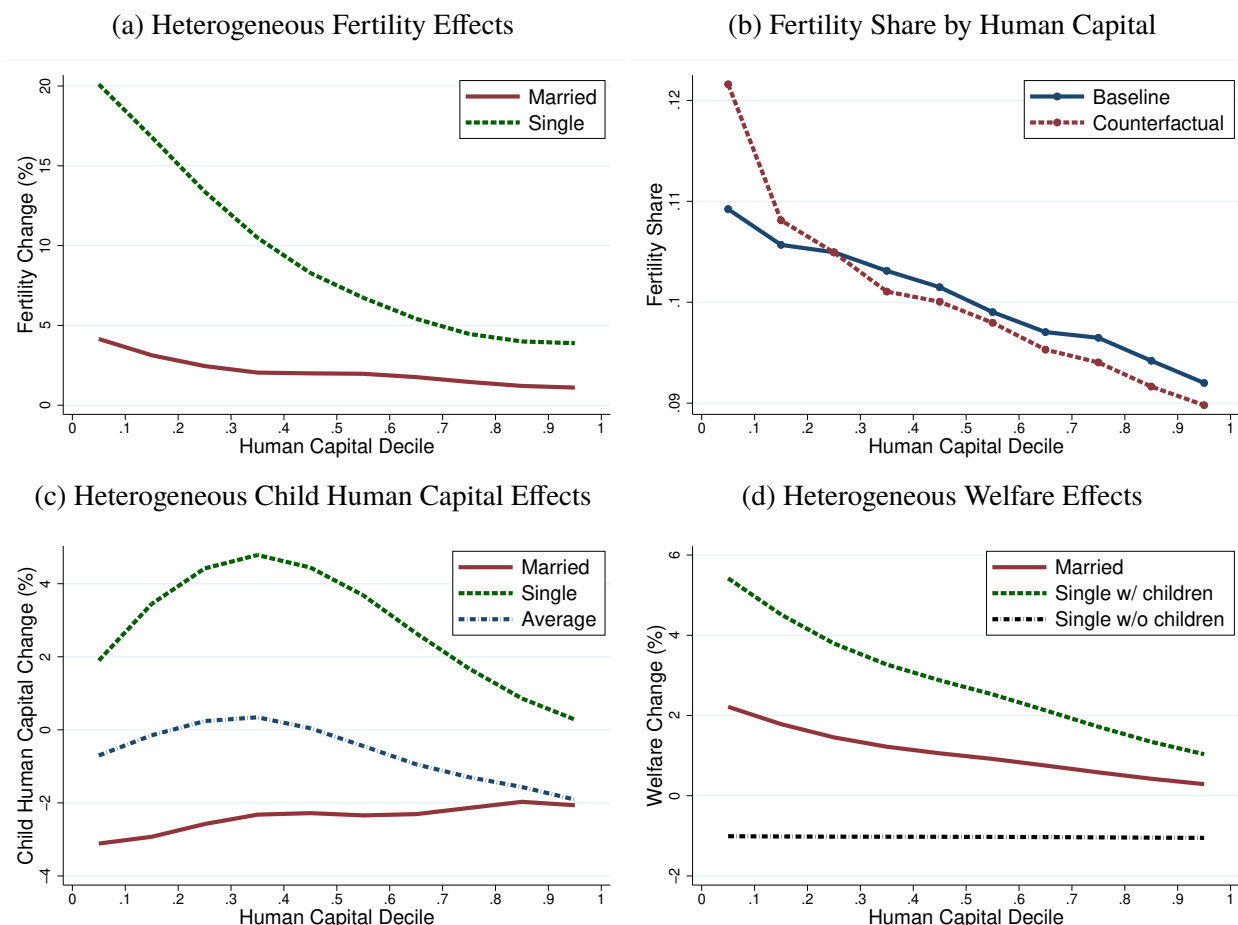 (a) Heterogeneous Fertility Effects
Fertility Change (%)
20
15
10
5
0
Married
Single
0 .1 .2 .3 .4 .5 .6 .7 .8 .9 1
Human Capital Decile
(b) Fertility Share by Human Capital
Fertility Share
.12
.11
.1
.09
Baseline
Counterfactual
0 .1 .2 .3 .4 .5 .6 .7 .8 .9 1
Human Capital Decile
(c) Heterogeneous Child Human Capital Effects
Child Human Capital Change (%)
4
2
0
−2
−4
Married
Single
Average
0 .1 .2 .3 .4 .5 .6 .7 .8 .9 1
Human Capital Decile
(d) Heterogeneous Welfare Effects
Welfare Change (%)
6
4
2
0
−2
Married
Single w/ children
Single w/o children
0 .1 .2 .3 .4 .5 .6 .7 .8 .9 1
Human Capital Decile